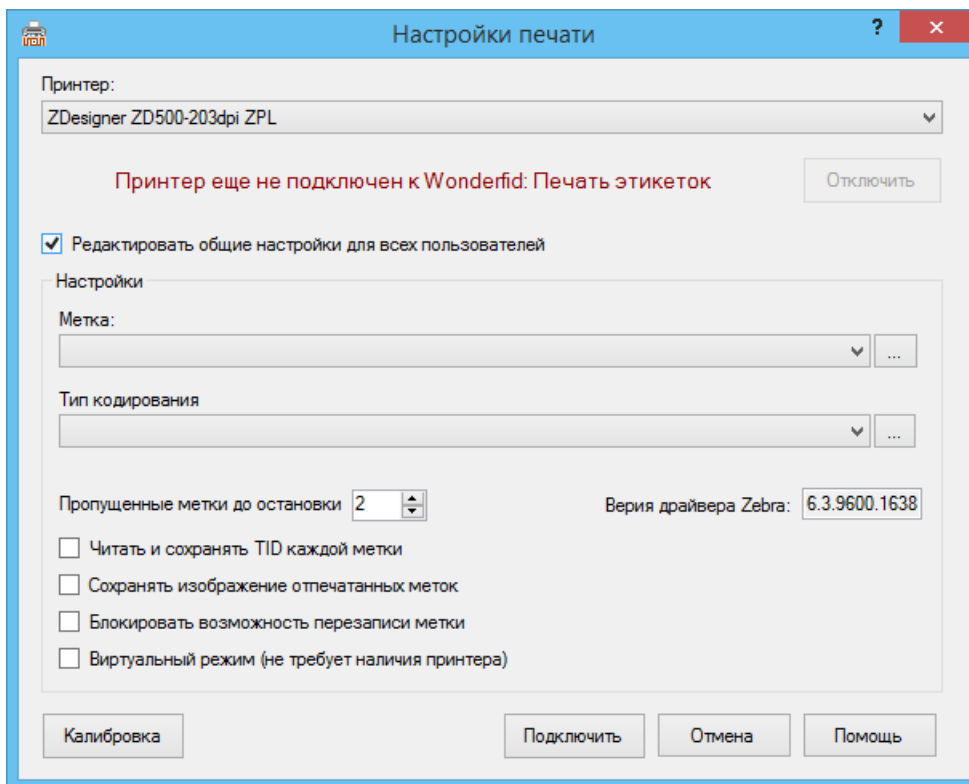 Настройки печати
?
Принтер:
ZDesigner ZD500-203dpi ZPL
Принтер еще не подключен к Wonderfid: Печать этикеток
Отключить
Редактировать общие настройки для всех пользователей
Настройки
Метка:
...
Тип кодирования
...
Пропущенные метки до остановки 2 Верия драйвера Zebra: 6.3.9600.1638
Читать и сохранять TID каждой метки
Сохранять изображение отпечатанных меток
Блокировать возможность перезаписи метки
Виртуальный режим (не требует наличия принтера)
Калибровка Подключить Отмена Помощь